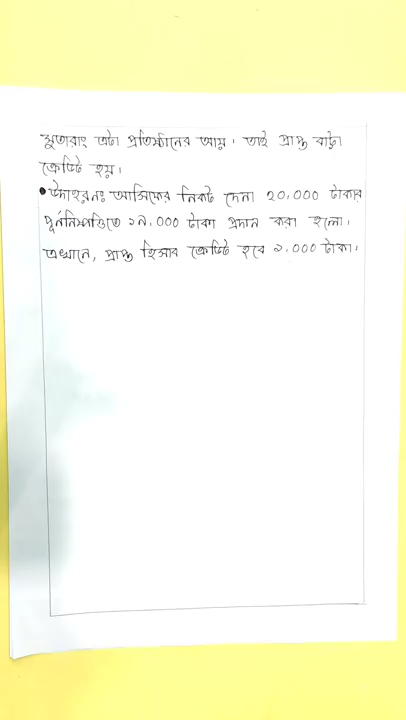 সুতারাং এটা প্রতিষ্ঠানের আয়। তাই প্রাপ্ত বাট্টা
ক্রেডিট হয়।
• উদাহরনঃ আসিফের নিকট দেনা ২০,০০০ টাকার
পূর্ননিষ্পত্তিতে ১৯,০০০ টাকা প্রদান করা হলো।
এখানে, প্রাপ্ত হিসাব ক্রেডিট হবে ১,০০০ টাকা।